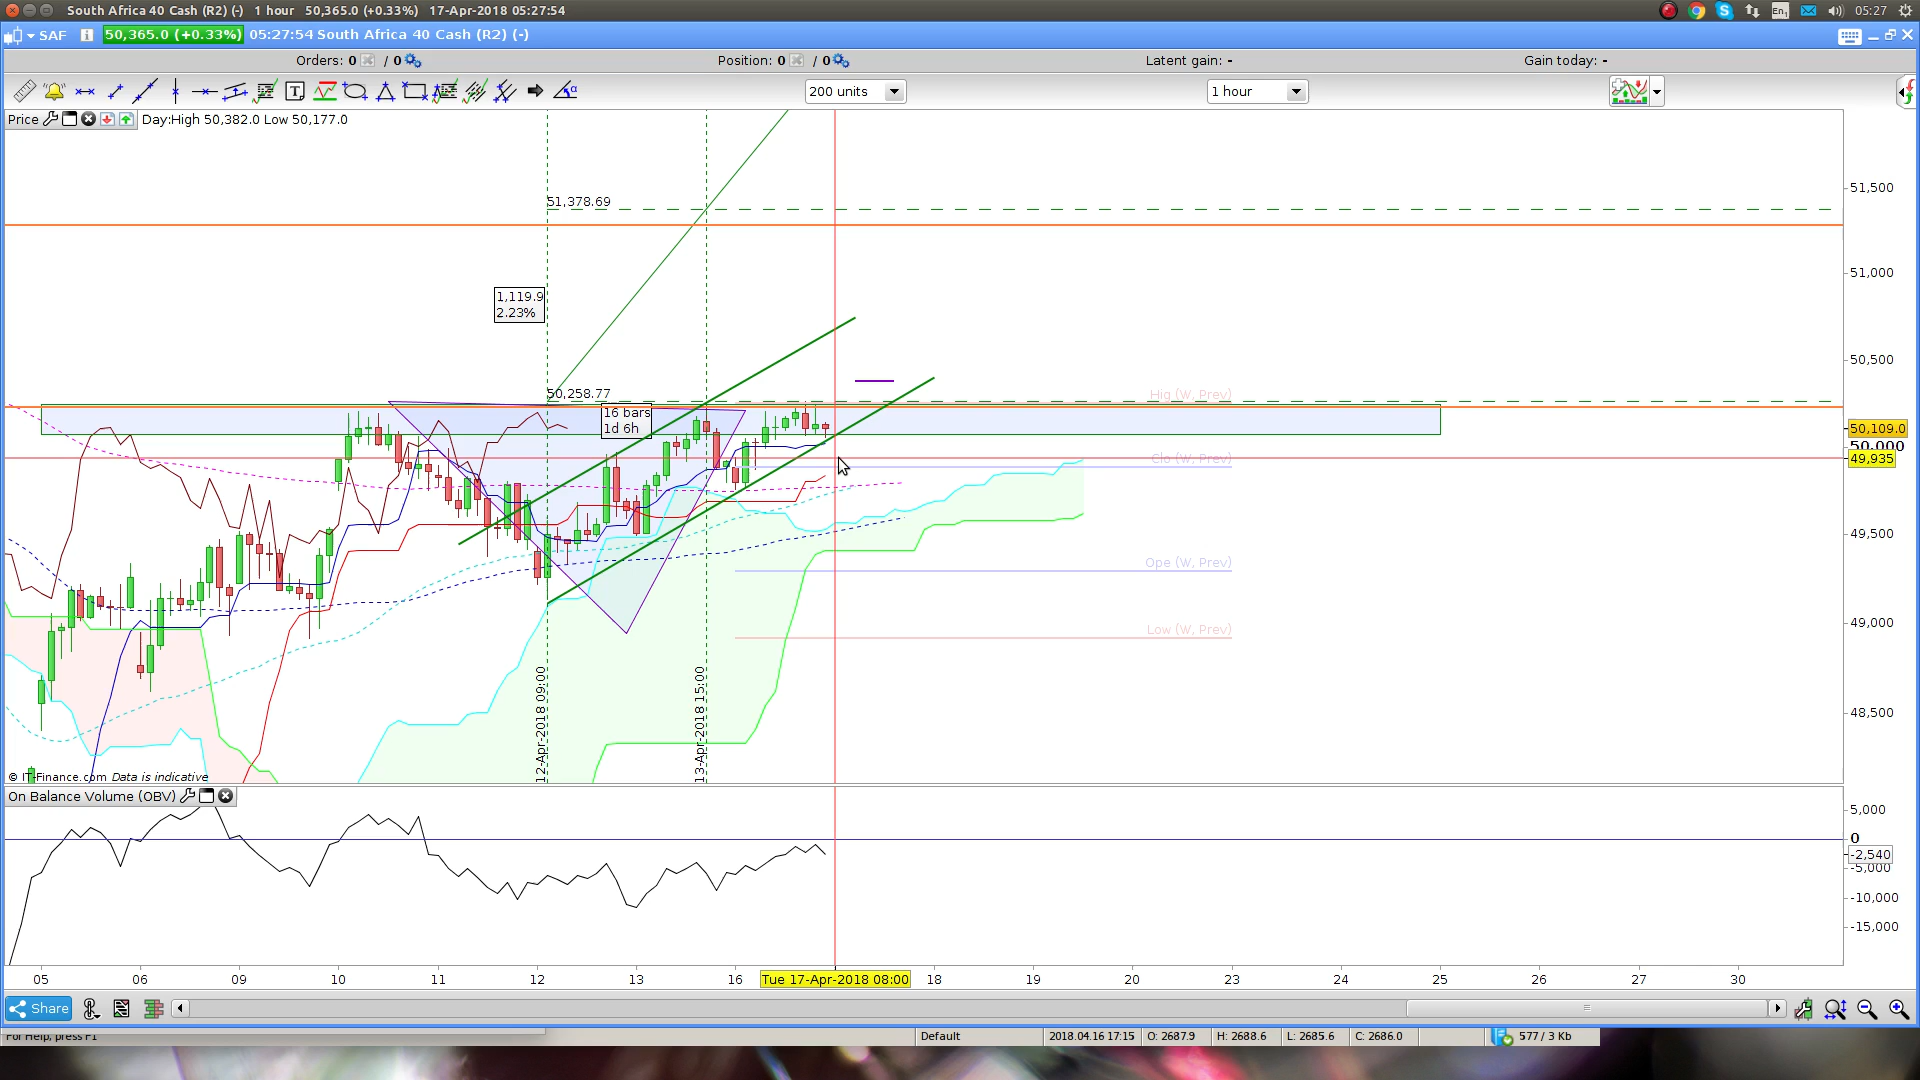 South Africa 40 Cash (R2) (-)   1 hour   50,365.0 (+0.33%)   17-Apr-2018 05:27:54
En1
05:27
SAF
50,365.0 (+0.33%)
05:27:54 South Africa 40 Cash (R2) (-)
Orders: 0 / 0
Position: 0 / 0
Latent gain: -
Gain today: -
200 units
1 hour
Price
Day:High 50,382.0 Low 50,177.0
51,500
51,378.69
51,000
1,119.9
2.23%
50,500
50,258.77
Hig (W, Prev)
16 bars
1d 6h
50,109.0
50,000
Clo (W, Prev)
49,935
49,500
Ope (W, Prev)
49,000
Low (W, Prev)
12-Apr-2018 09:00
13-Apr-2018 15:00
48,500
© IT-Finance.com Data is indicative
On Balance Volume (OBV)
5,000
0
-2,540
-5,000
-10,000
-15,000
05 06 09 10 11 12 13 16 Tue 17-Apr-2018 08:00 18 19 20 23 24 25 26 27 30
Share
For Help, press F1
Default
2018.04.16 17:15
O: 2687.9
H: 2688.6
L: 2685.6
C: 2686.0
577 / 3 Kb